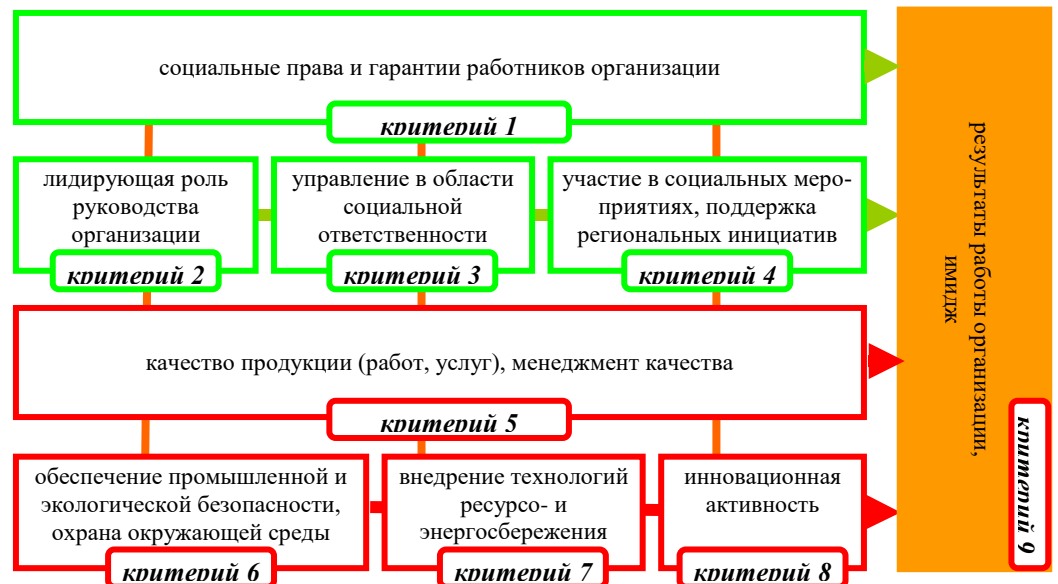 социальные права и гарантии работников организации
критерий 1
лидирующая роль
руководства
организации
критерий 2
управление в области
социальной
ответственности
критерий 3
участие в социальных меро-
приятиях, поддержка
региональных инициатив
критерий 4
качество продукции (работ, услуг), менеджмент качества
критерий 5
обеспечение промышленной и
экологической безопасности,
охрана окружающей среды
критерий 6
внедрение технологий
ресурсо- и
энергосбережения
критерий 7
инновационная
активность
критерий 8
результаты работы организации,
имидж
критерий 9